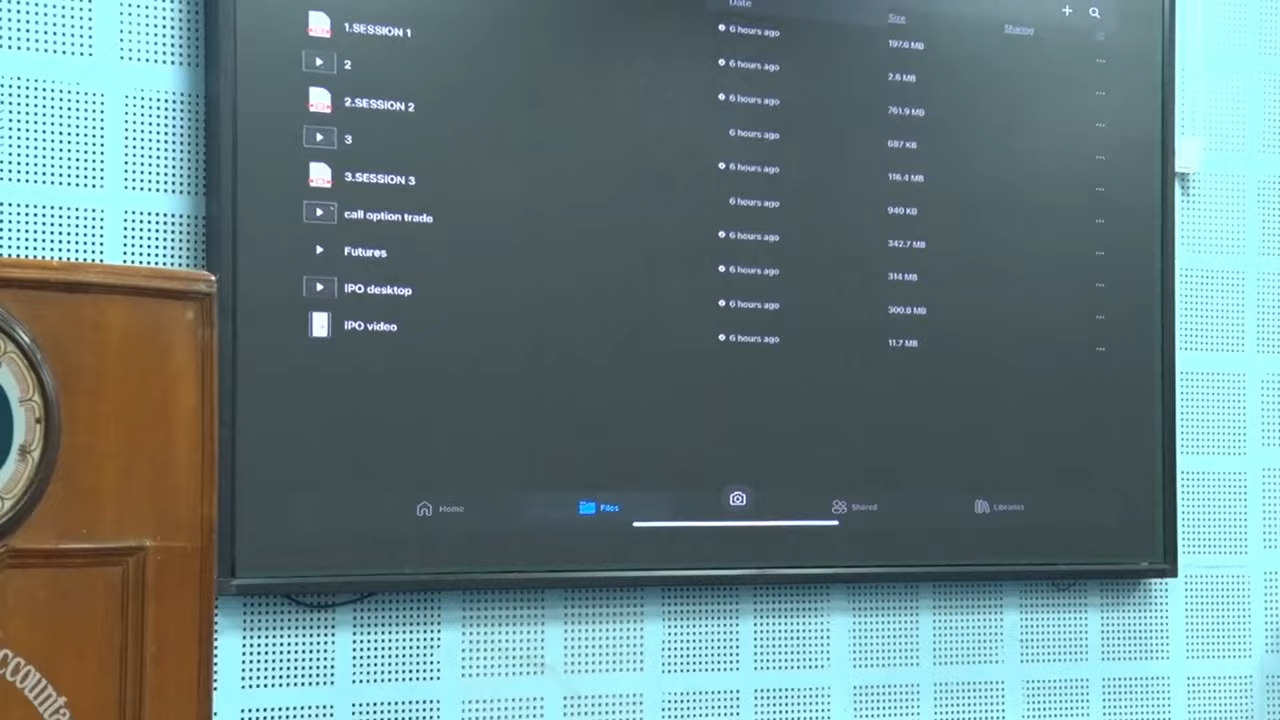 Date
Size
Sharing
1.SESSION 1
6 hours ago
197.6 MB
2
6 hours ago
2.6 MB
2.SESSION 2
6 hours ago
761.9 MB
3
6 hours ago
687 KB
3.SESSION 3
6 hours ago
116.4 MB
call option trade
6 hours ago
940 KB
Futures
6 hours ago
342.7 MB
IPO desktop
6 hours ago
314 MB
IPO video
6 hours ago
300.8 MB
6 hours ago
11.7 MB
Home
Files
Shared
Libraries